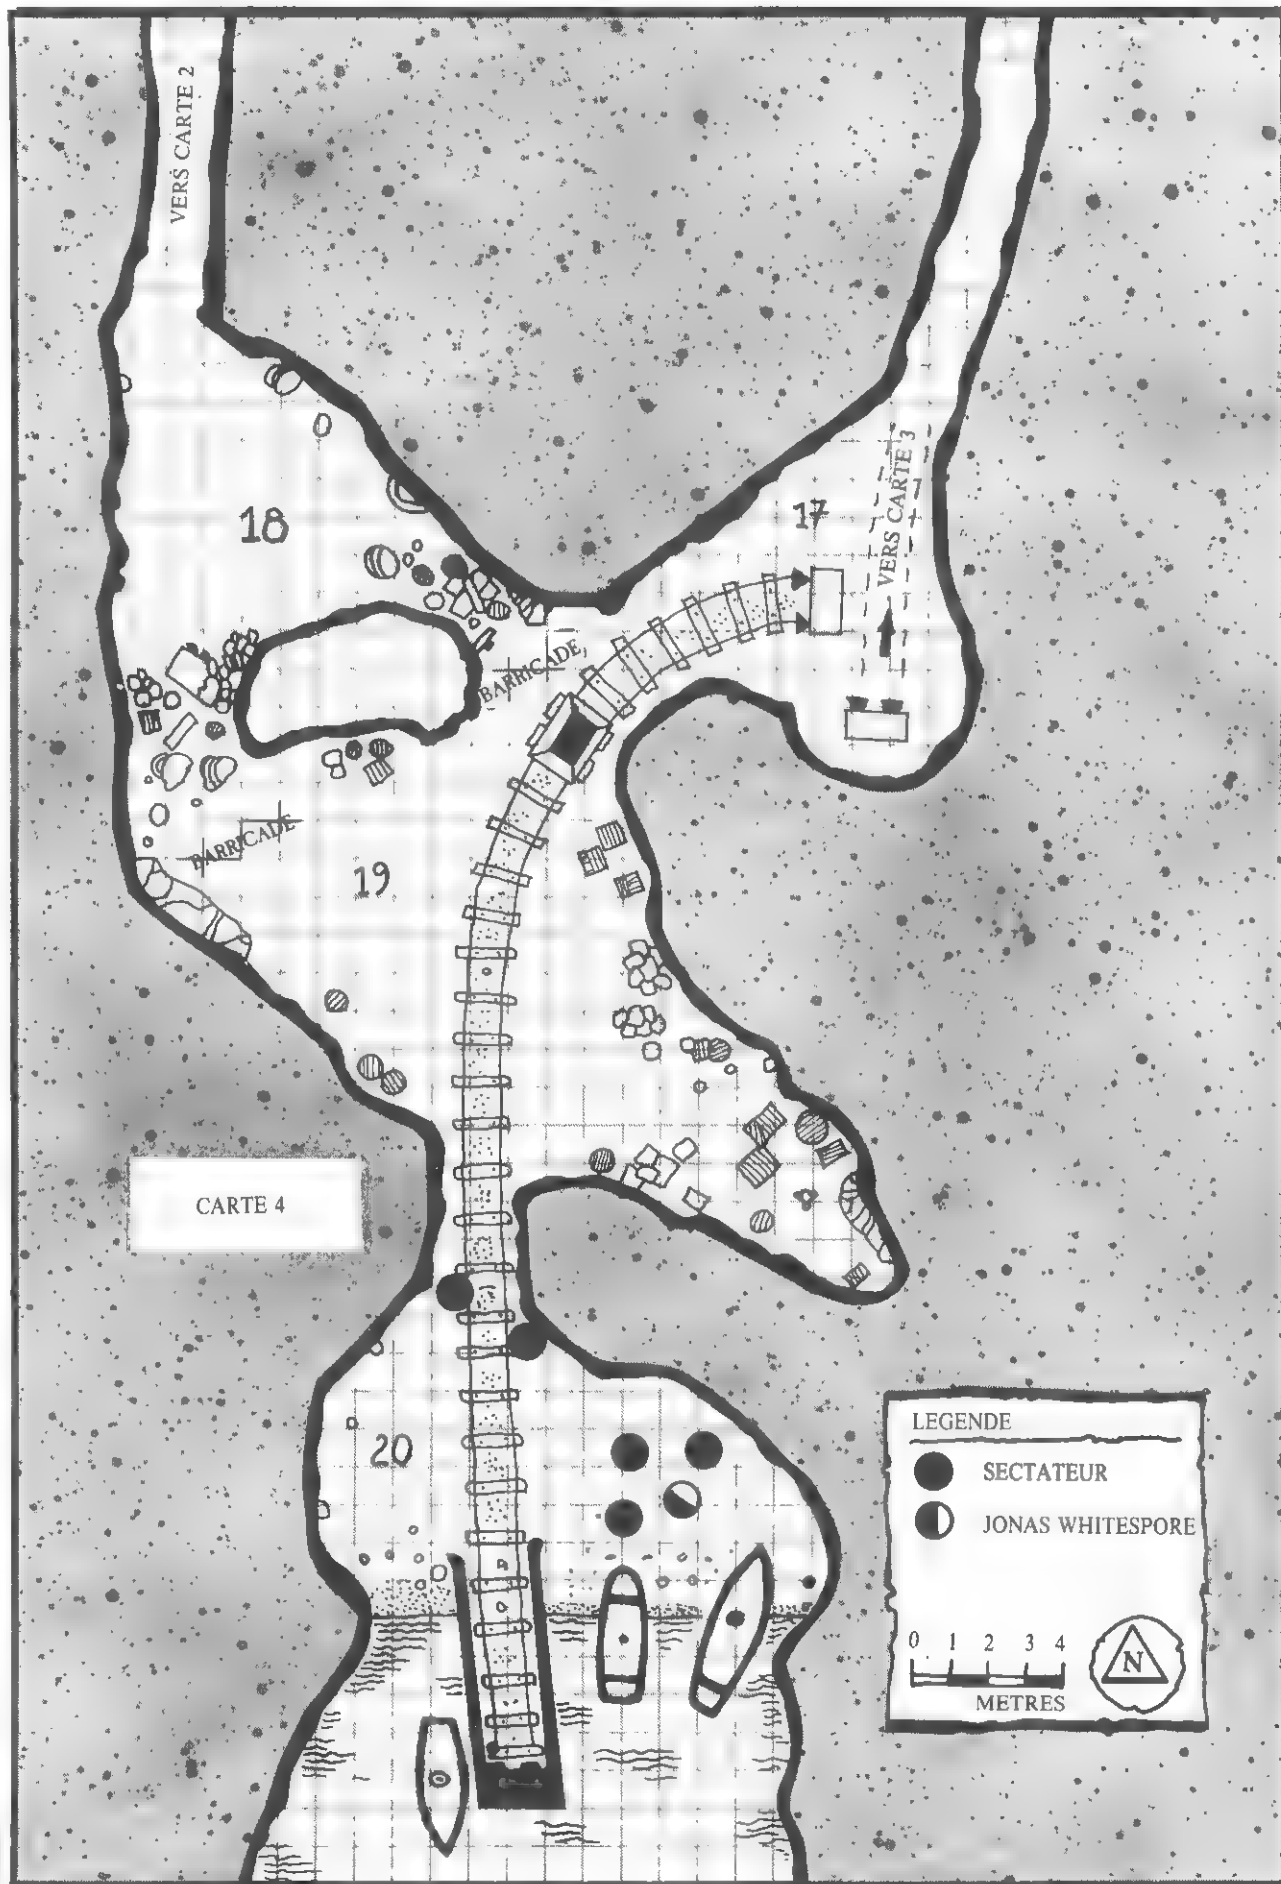 VERS CARTE 2
18
17
VERS CARTE 3
BARRICADE
BARRICADE
19
CARTE 4
20
LEGENDE
SECTATEUR
JONAS WHITESPORE
0 1 2 3 4
METRES
N